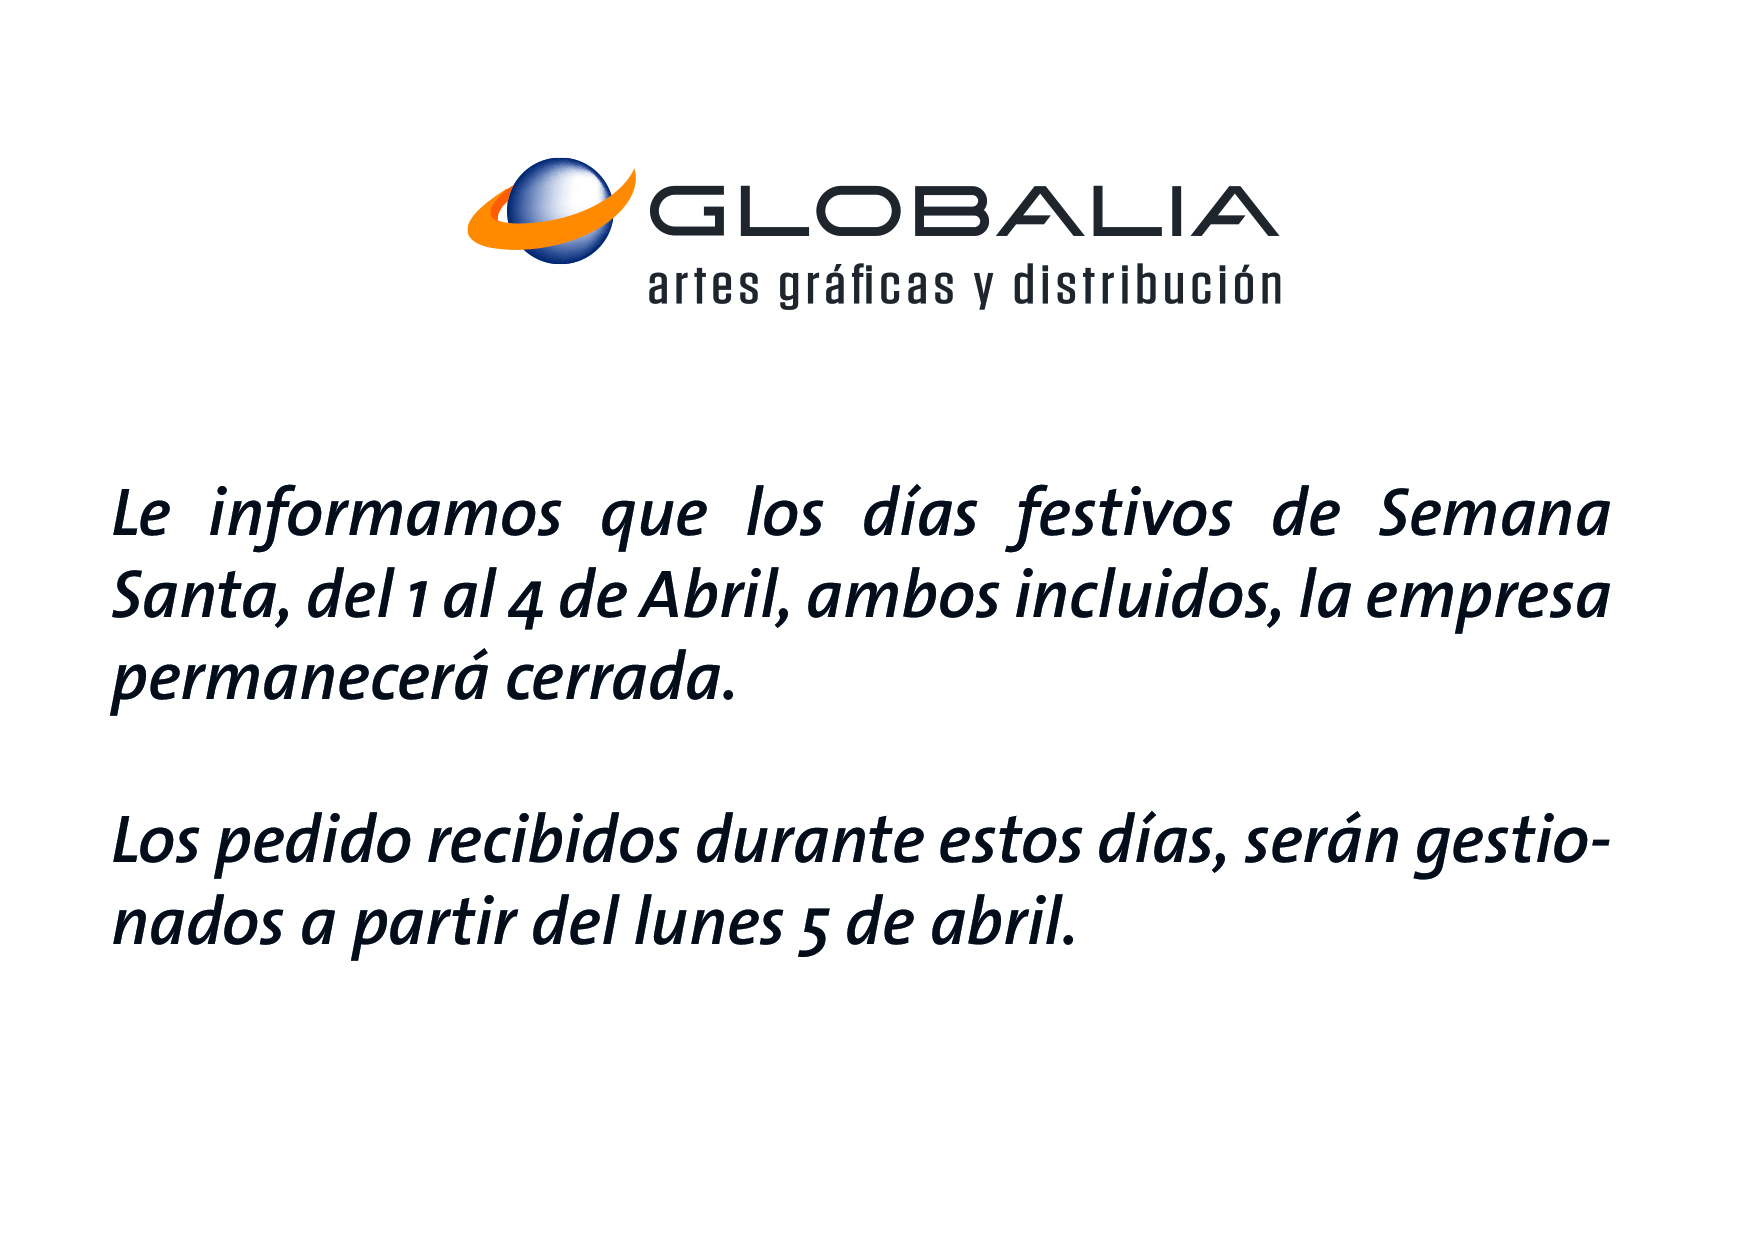 GLOBALIA
artes gráficas y distribución
Le informamos que los días festivos de Semana
Santa, del 1 al 4 de Abril, ambos incluidos, la empresa
permanecerá cerrada.
Los pedido recibidos durante estos días, serán gestio-
nados a partir del lunes 5 de abril.